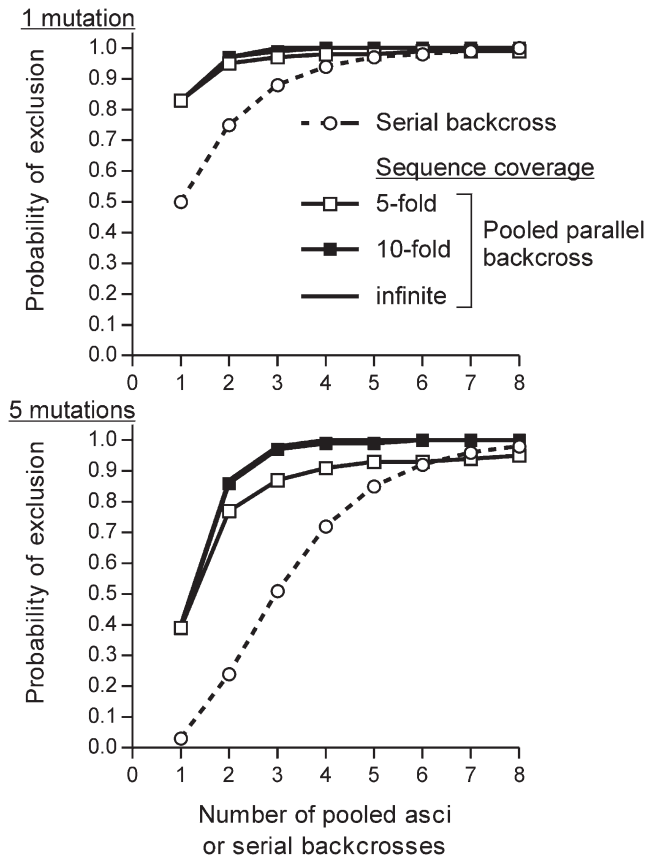 1 mutation
Probability of exclusion
1.0
0.9
0.8
0.7
0.6
0.5
0.4
0.3
0.2
0.1
0.0
0 1 2 3 4 5 6 7 8
Serial backcross
Sequence coverage
5-fold
10-fold
infinite
Pooled parallel
backcross
5 mutations
Probability of exclusion
1.0
0.9
0.8
0.7
0.6
0.5
0.4
0.3
0.2
0.1
0.0
0 1 2 3 4 5 6 7 8
Number of pooled asci
or serial backcrosses